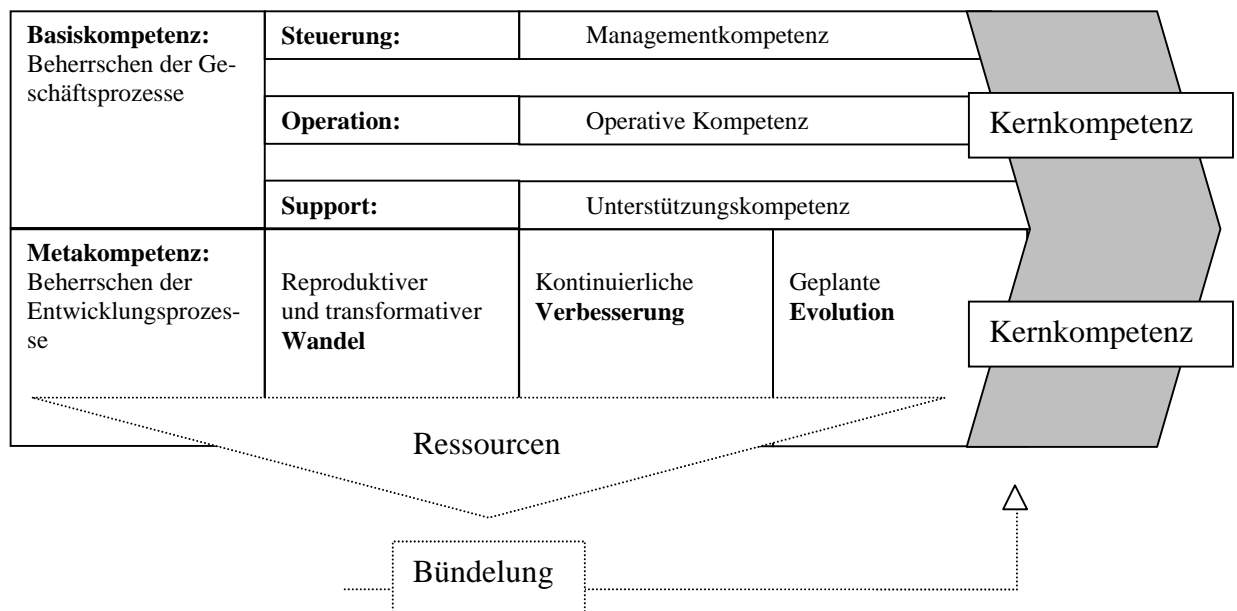 Basiskompetenz:
Beherrschen der Ge-
schäftsprozesse
Steuerung:
Managementkompetenz
Operation:
Operative Kompetenz
Support:
Unterstützungskompetenz
Kernkompetenz
Metakompetenz:
Beherrschen der
Entwicklungsprozes-
se
Reproduktiver
und transformativer
Wandel
Kontinuierliche
Verbesserung
Geplante
Evolution
Kernkompetenz
Ressourcen
Bündelung